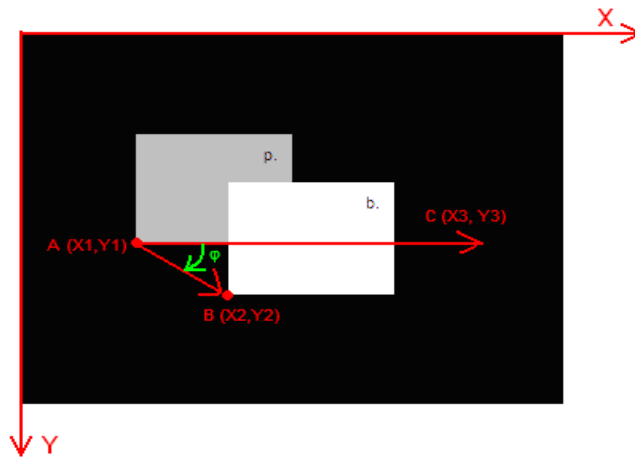 X
p.
b.
C (X3, Y3)
A (X1,Y1)
φ
B (X2,Y2)
Y